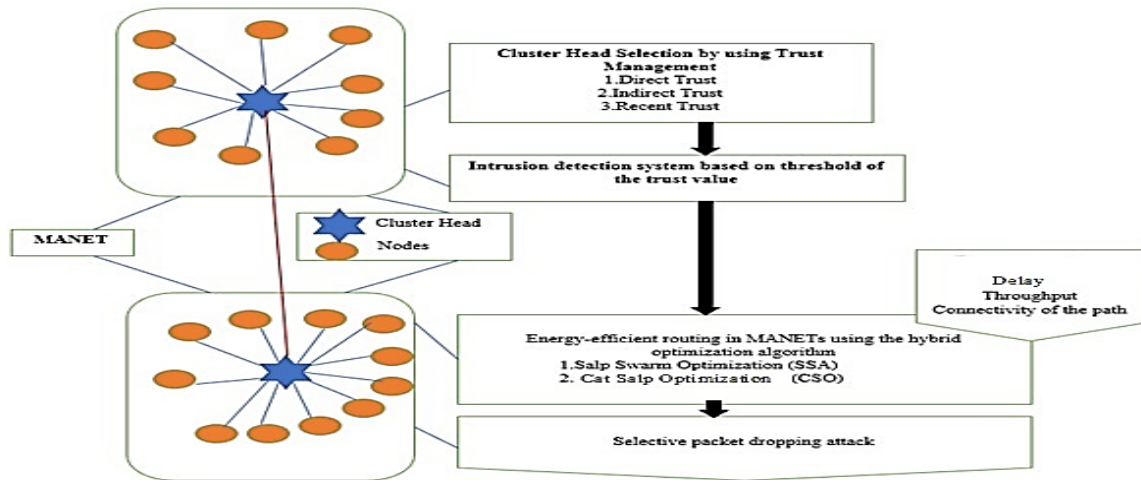 Cluster Head Selection by using Trust
Management
1.Direct Trust
2.Indirect Trust
3.Recent Trust
Intrusion detection system based on threshold of
the trust value
MANET
Cluster Head
Nodes
Delay
Throughput
Connectivity of the path
Energy-efficient routing in MANETs using the hybrid
optimization algorithm
1.Salp Swarm Optimization (SSA)
2. Cat Salp Optimization (CSO)
Selective packet dropping attack